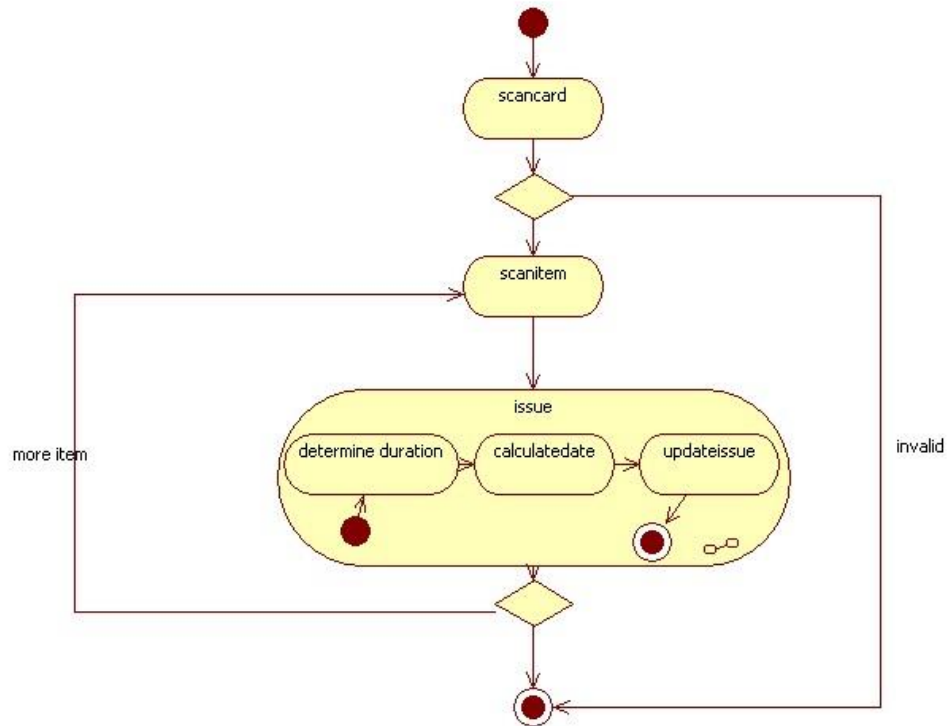 scancard
scanitem
issue
determine duration
calculatedate
updateissue
more item
invalid